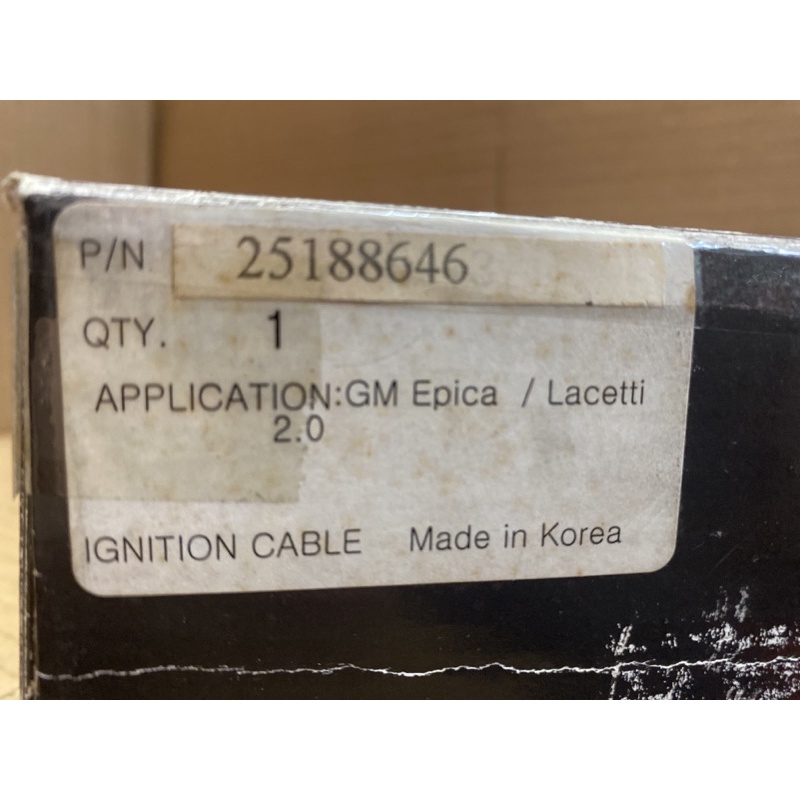 P/N 25188646
QTY. 1
APPLICATION:GM Epica / Lacetti
2.0
IGNITION CABLE Made in Korea